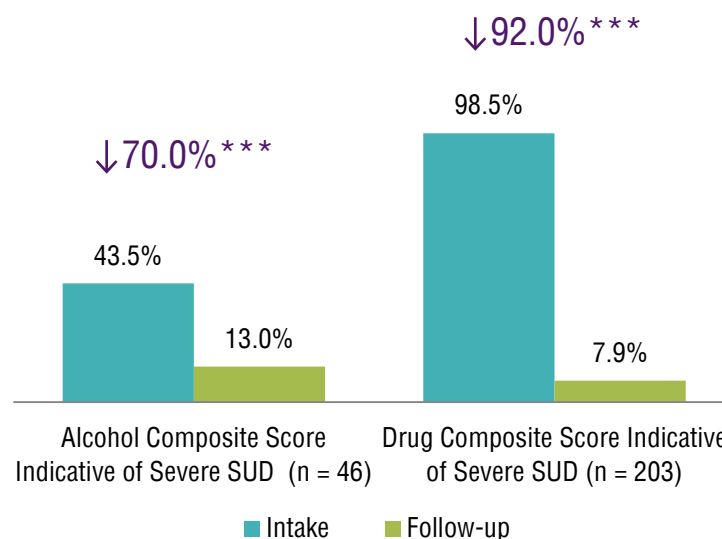 ↓92.0%***
98.5%
↓70.0%***
43.5%
13.0%
7.9%
Alcohol Composite Score
Indicative of Severe SUD (n = 46)
Drug Composite Score Indicative
of Severe SUD (n = 203)
Intake
Follow-up